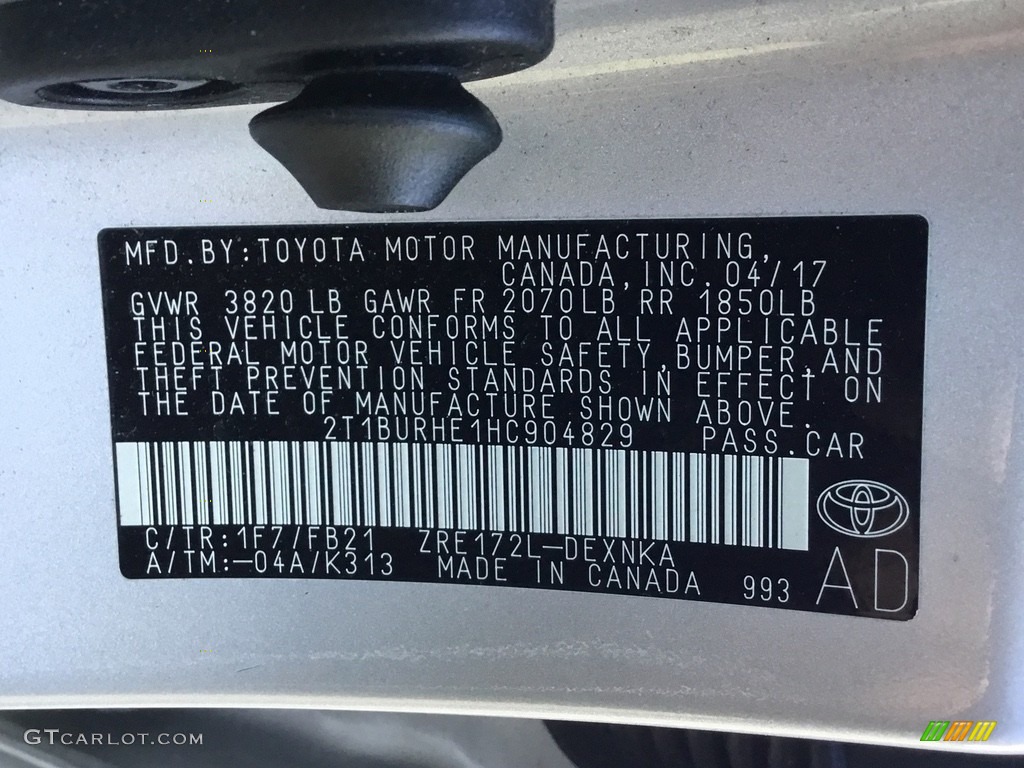 MFD.BY:TOYOTA MOTOR MANUFACTURING,
CANADA,INC.04/17
GVWR 3820LB GAWR FR 2070LB RR 1850LB
THIS VEHICLE CONFORMS TO ALL APPLICABLE
FEDERAL MOTOR VEHICLE SAFETY,BUMPER,AND
THEFT PREVENTION STANDARDS IN EFFECT ON
THE DATE OF MANUFACTURE SHOWN ABOVE.
2T1BURHE1HC904829 PASS.CAR
C/TR:1F7/FB21 ZRE172L-DEXNKA
A/TM:-04A/K313 MADE IN CANADA 993 AD
GTCARLOT.COM